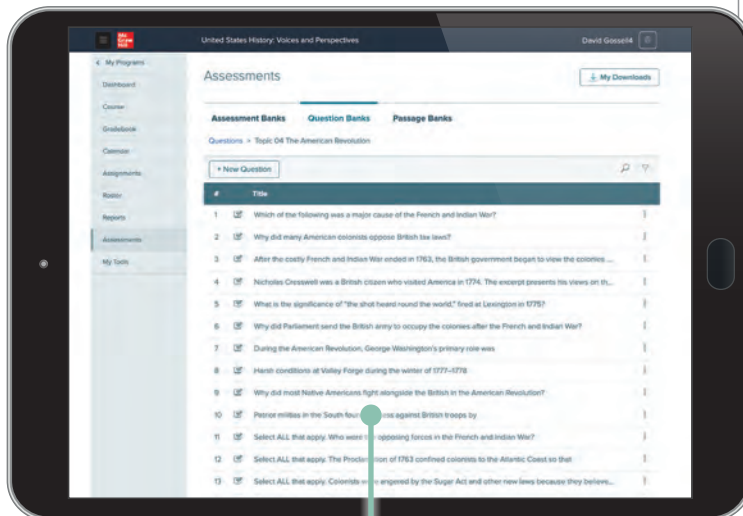 Mc Graw Hill
United States History: Voices and Perspectives
David Gossell4
My Programs
Dashboard
Course
Gradebook
Calendar
Assignments
Roster
Reports
Assessments
My Tools
Assessments
My Downloads
Assessment Banks Question Banks Passage Banks
Questions > Topic 04 The American Revolution
+ New Question
# Title
1 Which of the following was a major cause of the French and Indian War?
2 Why did many American colonists oppose British tax laws?
3 After the costly French and Indian War ended in 1763, the British government began to view the colonies ...
4 Nicholas Cresswell was a British citizen who visited America in 1774. The excerpt presents his views on th...
5 What is the significance of "the shot heard round the world," fired at Lexington in 1775?
6 Why did Parliament send the British army to occupy the colonies after the French and Indian War?
7 During the American Revolution, George Washington's primary role was
8 Harsh conditions at Valley Forge during the winter of 1777–1778
9 Why did most Native Americans fight alongside the British in the American Revolution?
10 Patriot militias in the South against British troops by
11 Select ALL that apply. Who were opposing forces in the French and Indian War?
12 Select ALL that apply. The of 1763 confined colonists to the Atlantic Coast so that
13 Select ALL that apply. Colonists angered by the Sugar Act and other new laws because they believe...